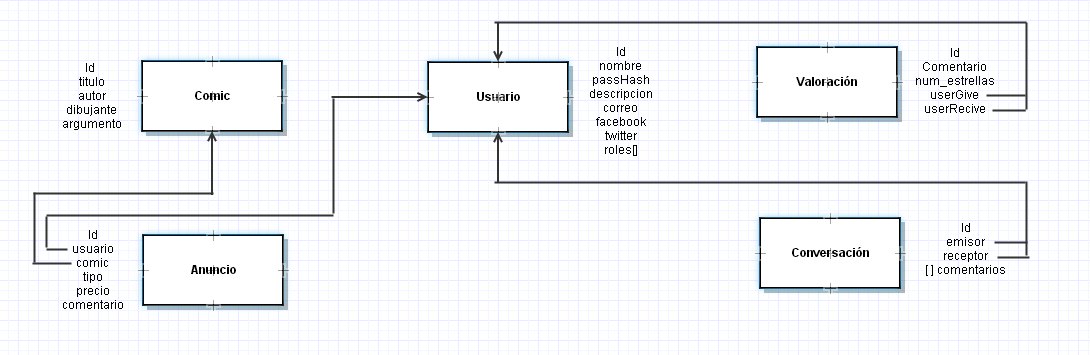 Id
titulo
autor
dibujante
argumento
Comic
Usuario
Id
nombre
passHash
descripcion
correo
facebook
twitter
roles[]
Valoración
Id
Comentario
num_estrellas
userGive
userRecive
Id
usuario
comic
tipo
precio
comentario
Anuncio
Conversación
Id
emisor
receptor
[ ] comentarios